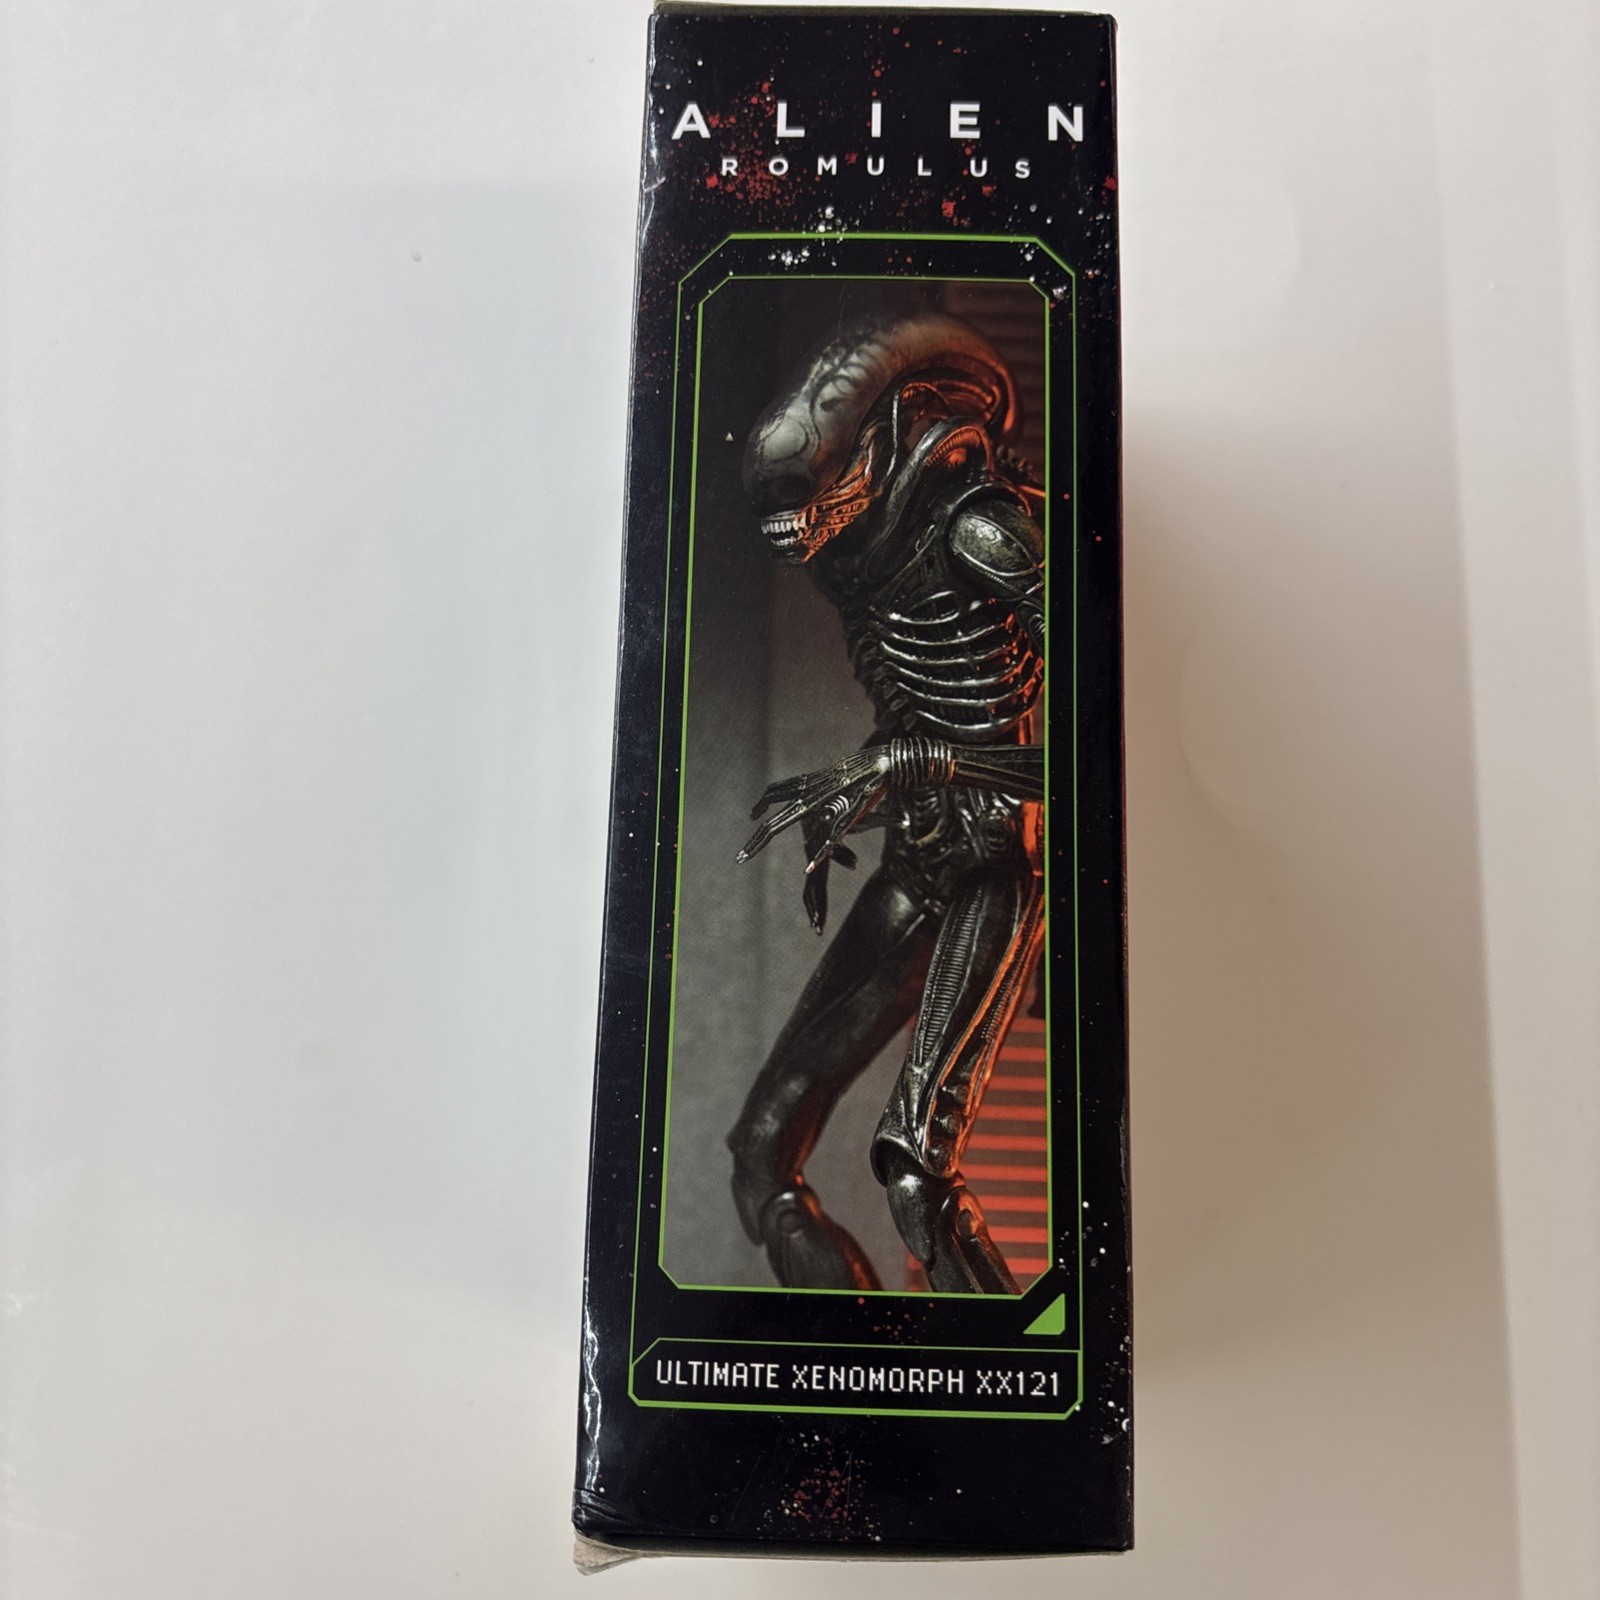 ALIEN
ROMULUS
ULTIMATE XENOMORPH XX121